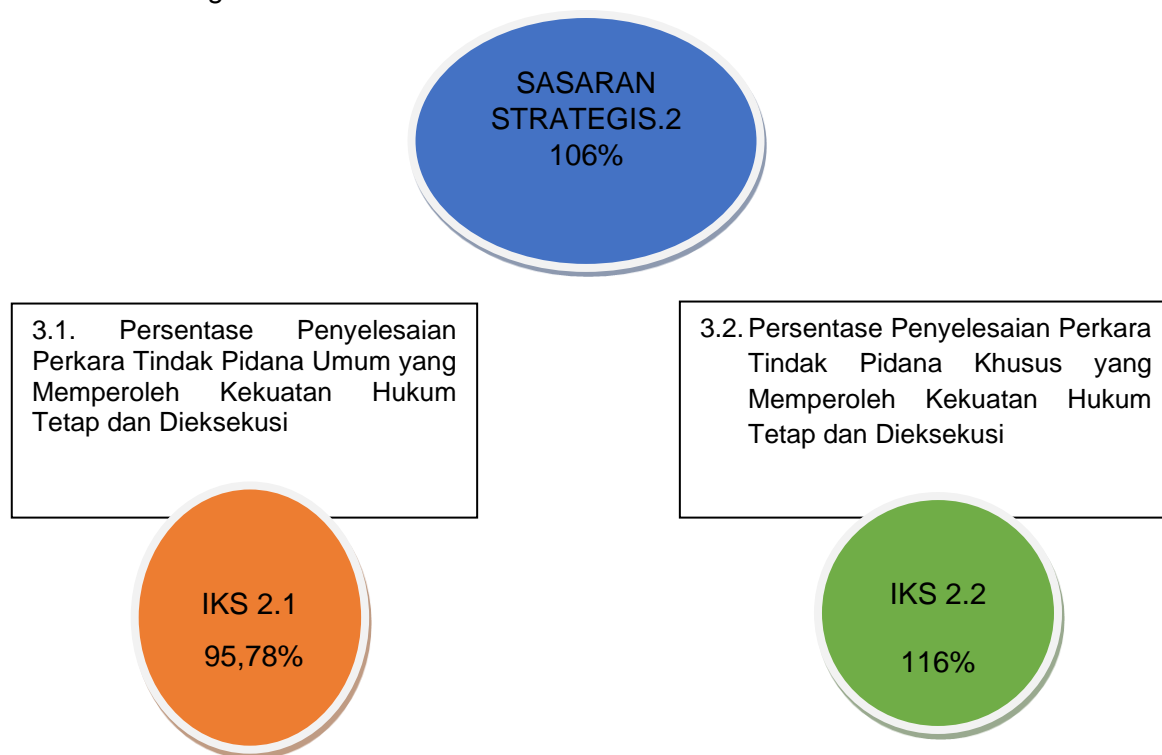 SASARAN
STRATEGIS.2
106%
3.1. Persentase Penyelesaian
Perkara Tindak Pidana Umum yang
Memperoleh Kekuatan Hukum
Tetap dan Dieksekusi
3.2. Persentase Penyelesaian Perkara
Tindak Pidana Khusus yang
Memperoleh Kekuatan Hukum
Tetap dan Dieksekusi
IKS 2.1
95,78%
IKS 2.2
116%